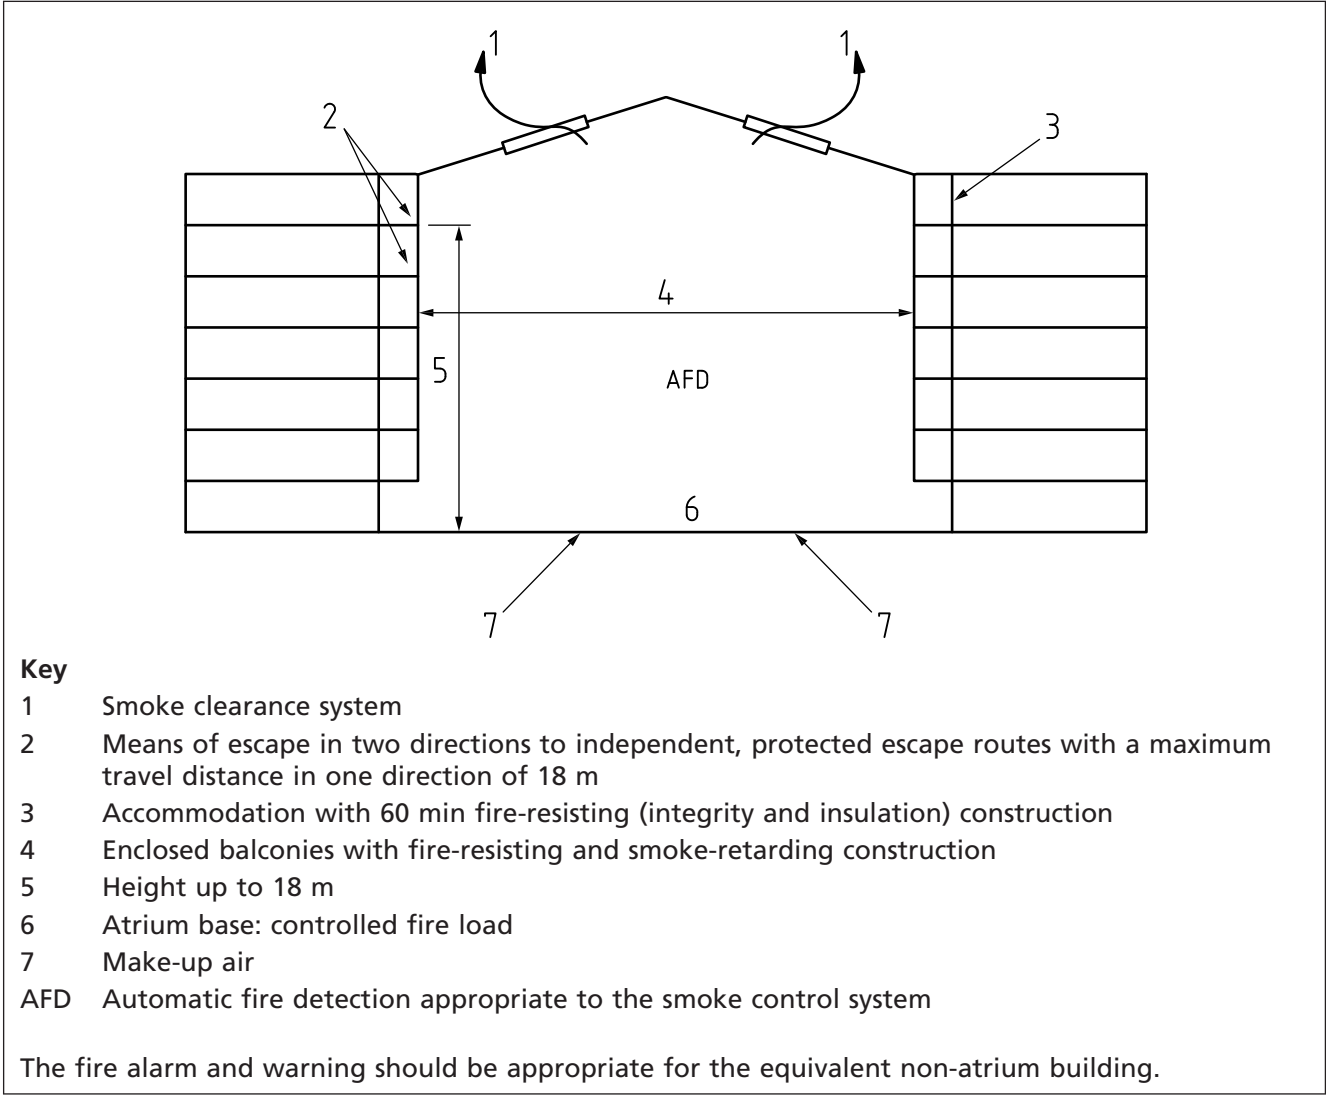 1 1
2 3
4
5
AFD
6
7 7
Key
1 Smoke clearance system
2 Means of escape in two directions to independent, protected escape routes with a maximum
travel distance in one direction of 18 m
3 Accommodation with 60 min fire-resisting (integrity and insulation) construction
4 Enclosed balconies with fire-resisting and smoke-retarding construction
5 Height up to 18 m
6 Atrium base: controlled fire load
7 Make-up air
AFD Automatic fire detection appropriate to the smoke control system
The fire alarm and warning should be appropriate for the equivalent non-atrium building.